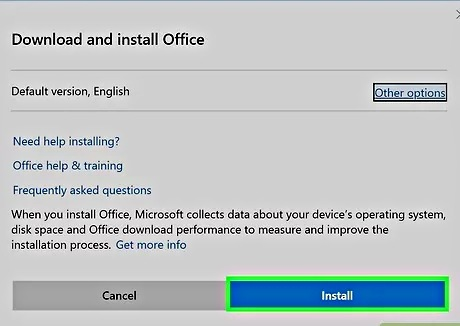 Download and install Office
Default version, English
Other options
Need help installing?
Office help & training
Frequently asked questions
When you install Office, Microsoft collects data about your device's operating system,
disk space and Office download performance to measure and improve the
installation process. Get more info
Cancel
Install